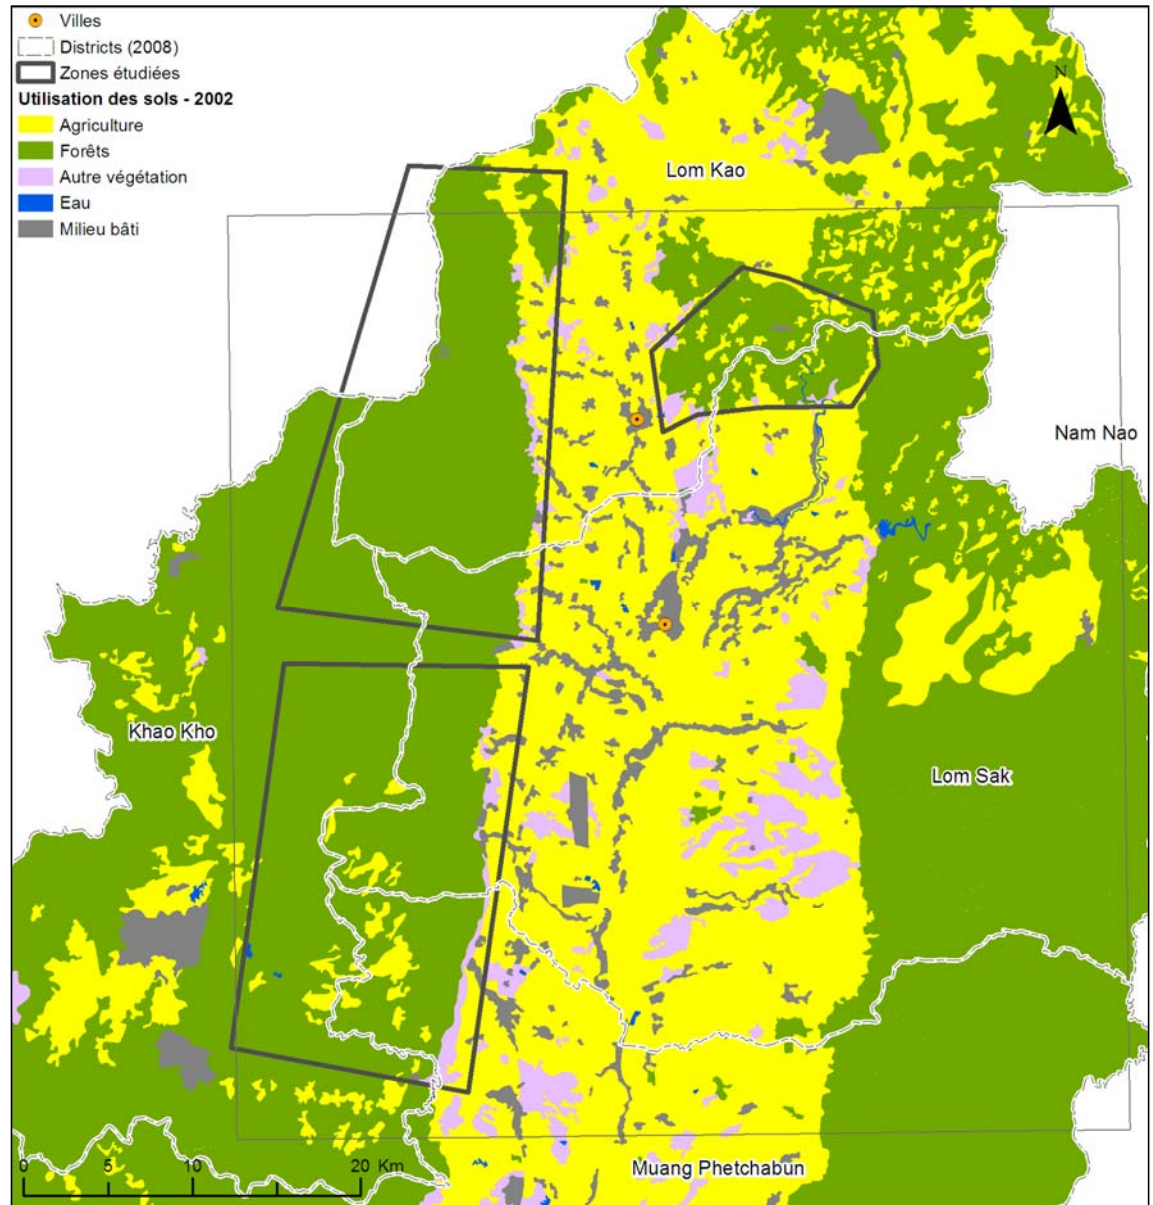 Villes
Districts (2008)
Zones étudiées
Utilisation des sols - 2002
Agriculture
Forêts
Autre végétation
Eau
Milieu bâti
N
Lom Kao
Nam Nao
Khao Kho
Lom Sak
Muang Phetchabun
0 5 10 20 Km